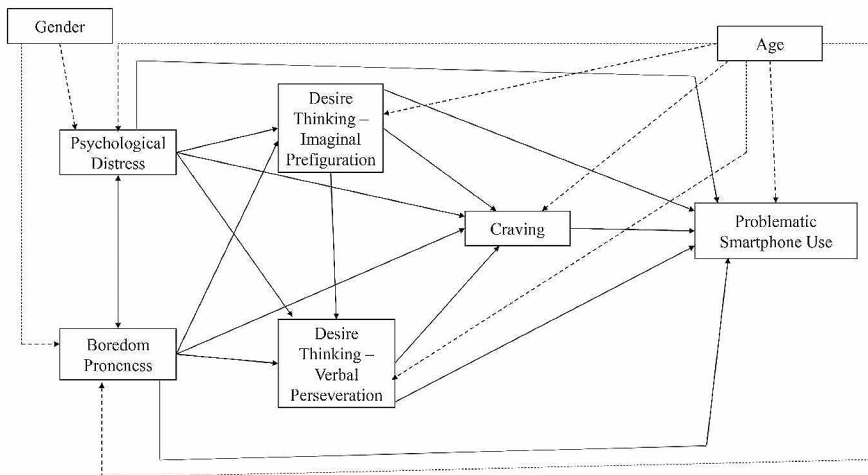 Gender
Age
Desire
Thinking –
Imaginal
Prefiguration
Psychological
Distress
Craving
Problematic
Smartphone Use
Boredom
Proneness
Desire
Thinking –
Verbal
Perseveration